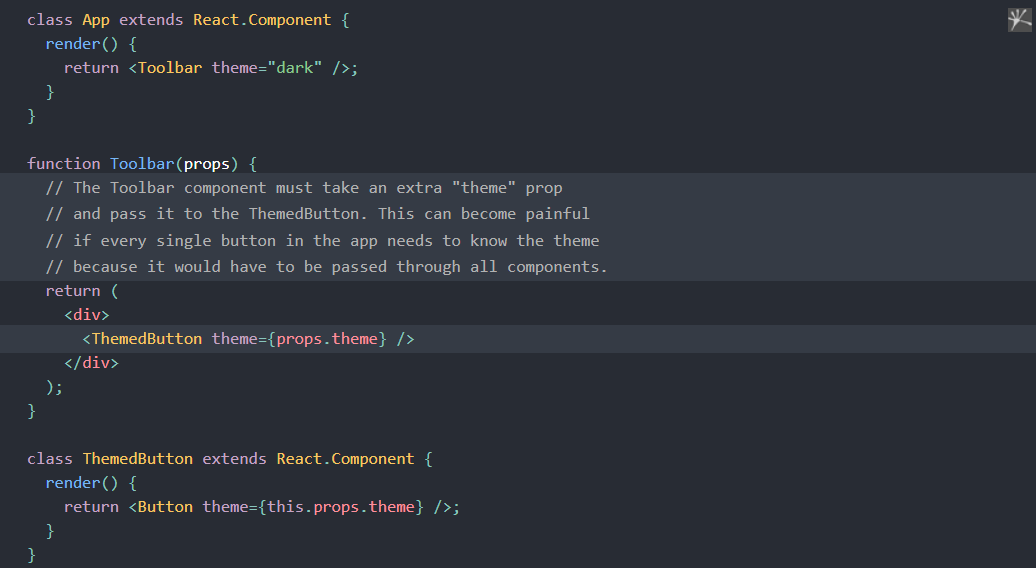 class App extends React.Component {
  render() {
    return <Toolbar theme="dark" />;
  }
}

function Toolbar(props) {
  // The Toolbar component must take an extra "theme" prop
  // and pass it to the ThemedButton. This can become painful
  // if every single button in the app needs to know the theme
  // because it would have to be passed through all components.
  return (
    <div>
      <ThemedButton theme={props.theme} />
    </div>
  );
}

class ThemedButton extends React.Component {
  render() {
    return <Button theme={this.props.theme} />;
  }
}